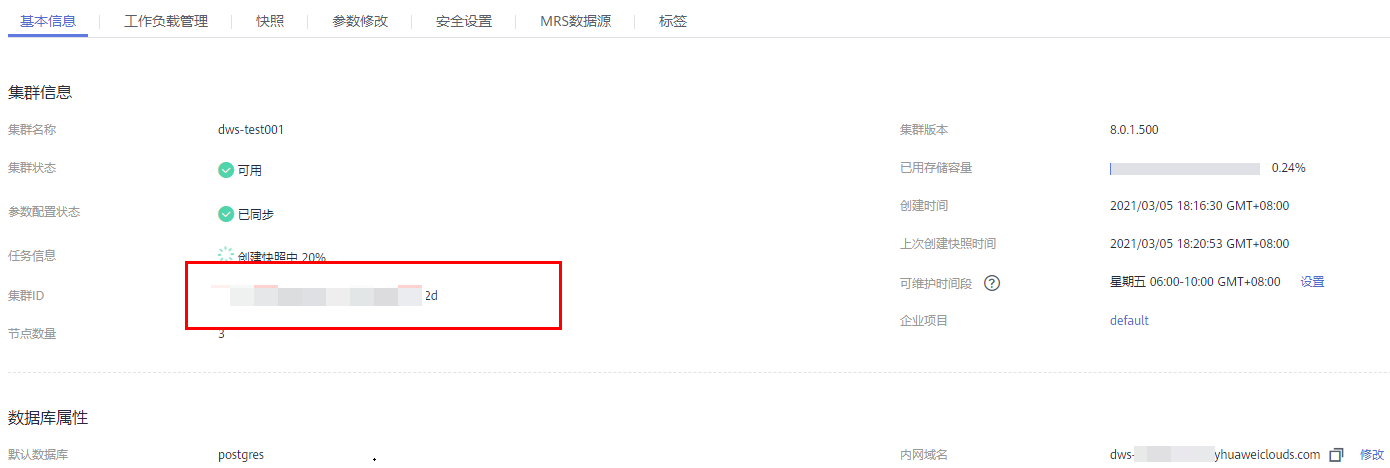 基本信息 工作负载管理 快照 参数修改 安全设置 MRS数据源 标签
集群信息
集群名称 dws-test001 集群版本 8.0.1.500
集群状态 可用 已用存储容量 0.24%
参数配置状态 已同步 创建时间 2021/03/05 18:16:30 GMT+08:00
任务信息 创建快照中 20% 上次创建快照时间 2021/03/05 18:20:53 GMT+08:00
集群ID 2d 可维护时间段 ? 星期五 06:00-10:00 GMT+08:00 设置
节点数量 3 企业项目 default
数据库属性
默认数据库 postgres 内网域名 dws- yhuaweiclouds.com 修改